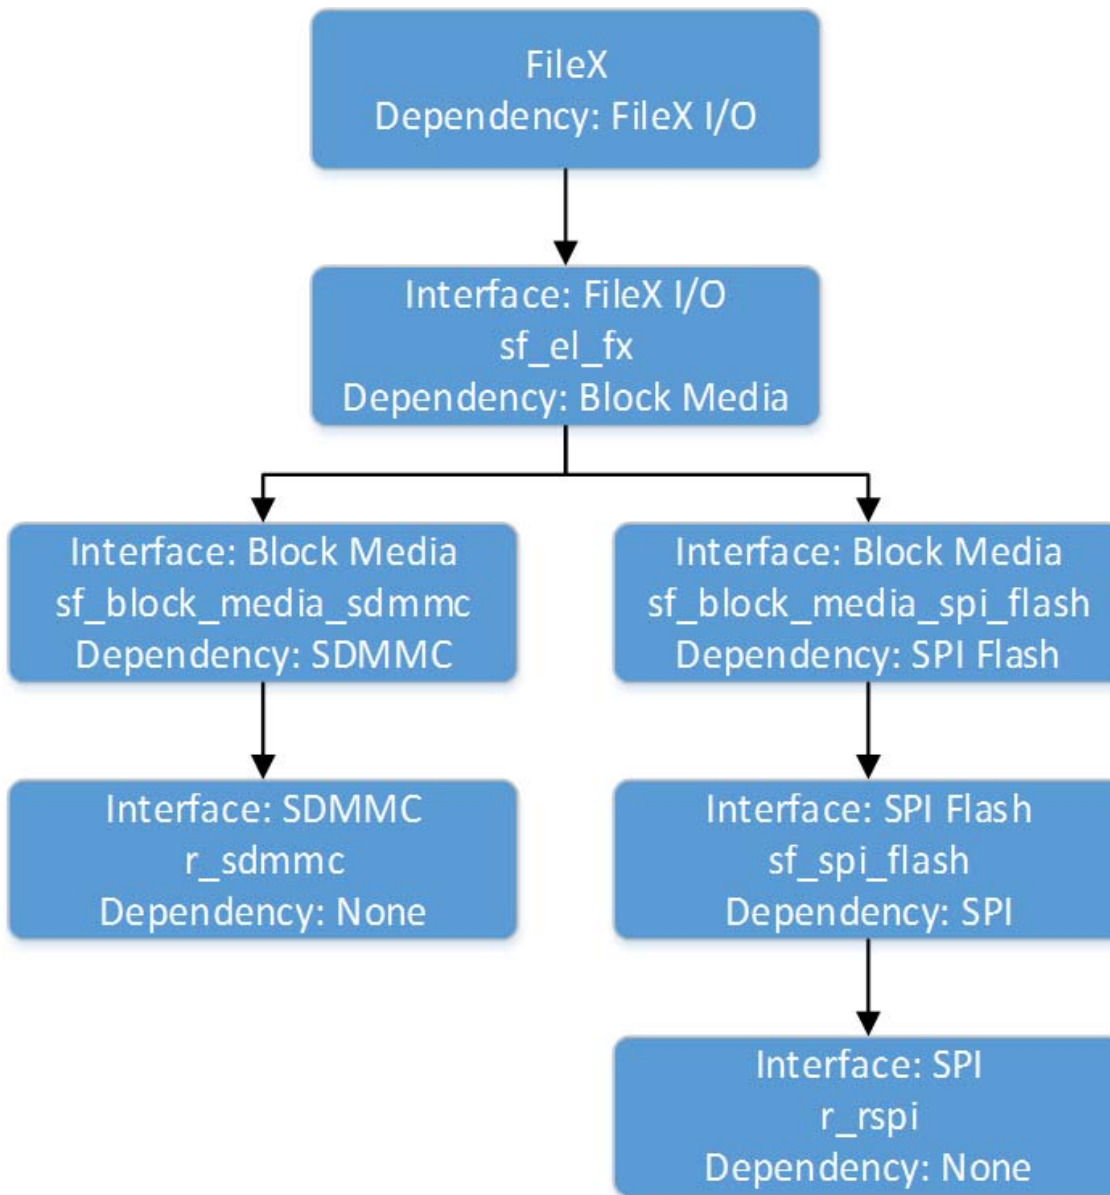 FileX
Dependency: FileX I/O
Interface: FileX I/O
sf_el_fx
Dependency: Block Media
Interface: Block Media
sf_block_media_sdmmc
Dependency: SDMMC
Interface: Block Media
sf_block_media_spi_flash
Dependency: SPI Flash
Interface: SDMMC
r_sdmmc
Dependency: None
Interface: SPI Flash
sf_spi_flash
Dependency: SPI
Interface: SPI
r_rspi
Dependency: None